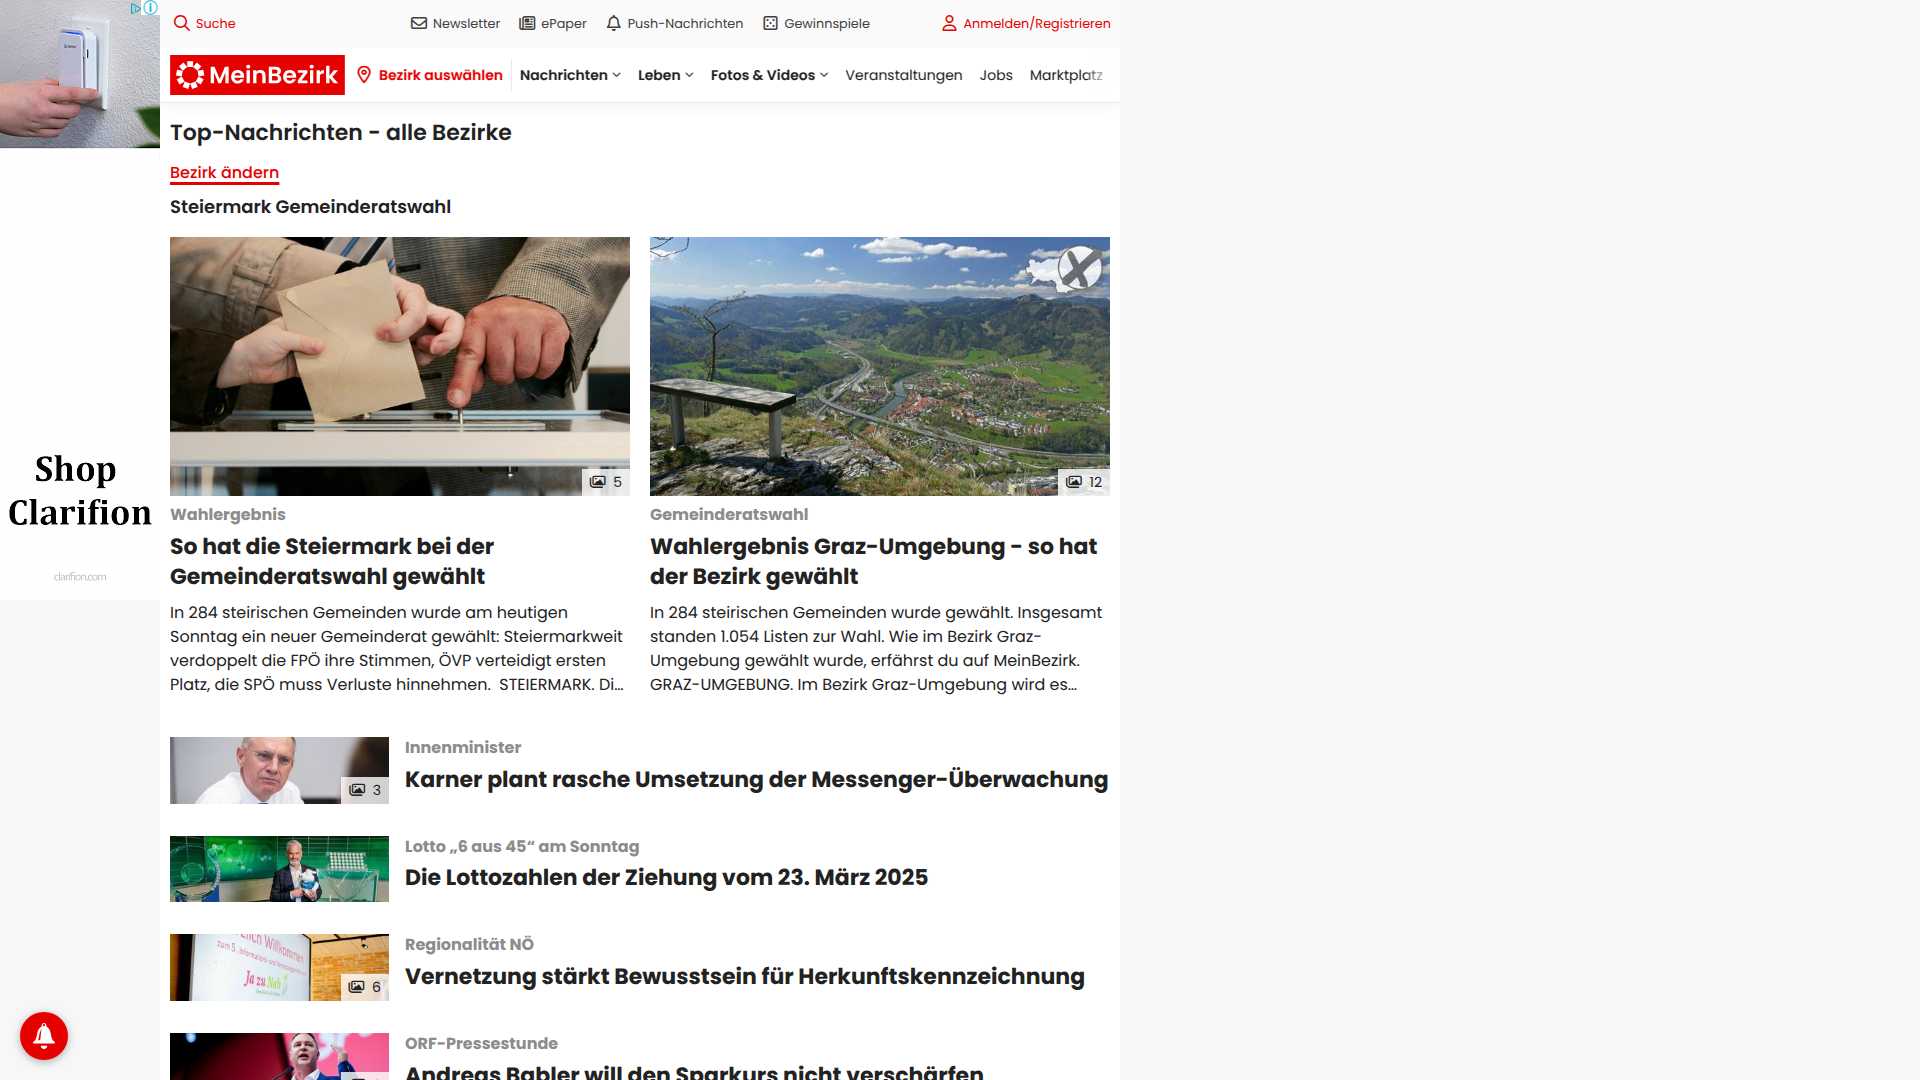 Suche
Newsletter
ePaper
Push-Nachrichten
Gewinnspiele
Anmelden/Registrieren
MeinBezirk
Bezirk auswählen
Nachrichten
Leben
Fotos & Videos
Veranstaltungen
Jobs
Marktplatz
Top-Nachrichten - alle Bezirke
Bezirk ändern
Steiermark Gemeinderatswahl
5
Wahlergebnis
So hat die Steiermark bei der
Gemeinderatswahl gewählt
In 284 steirischen Gemeinden wurde am heutigen
Sonntag ein neuer Gemeinderat gewählt: Steiermarkweit
verdoppelt die FPÖ ihre Stimmen, ÖVP verteidigt ersten
Platz, die SPÖ muss Verluste hinnehmen.  STEIERMARK. Di...
12
Gemeinderatswahl
Wahlergebnis Graz-Umgebung - so hat
der Bezirk gewählt
In 284 steirischen Gemeinden wurde gewählt. Insgesamt
standen 1.054 Listen zur Wahl. Wie im Bezirk Graz-
Umgebung gewählt wurde, erfährst du auf MeinBezirk.
GRAZ-UMGEBUNG. Im Bezirk Graz-Umgebung wird es...
Shop
Clarifion
clarifion.com
3
Innenminister
Karner plant rasche Umsetzung der Messenger-Überwachung
Lotto „6 aus 45“ am Sonntag
Die Lottozahlen der Ziehung vom 23. März 2025
Willkommen
zum 5.
Ja zu Nah
6
Regionalität NÖ
Vernetzung stärkt Bewusstsein für Herkunftskennzeichnung
ORF-Pressestunde
Andreas Babler will den Sparkurs nicht verschärfen